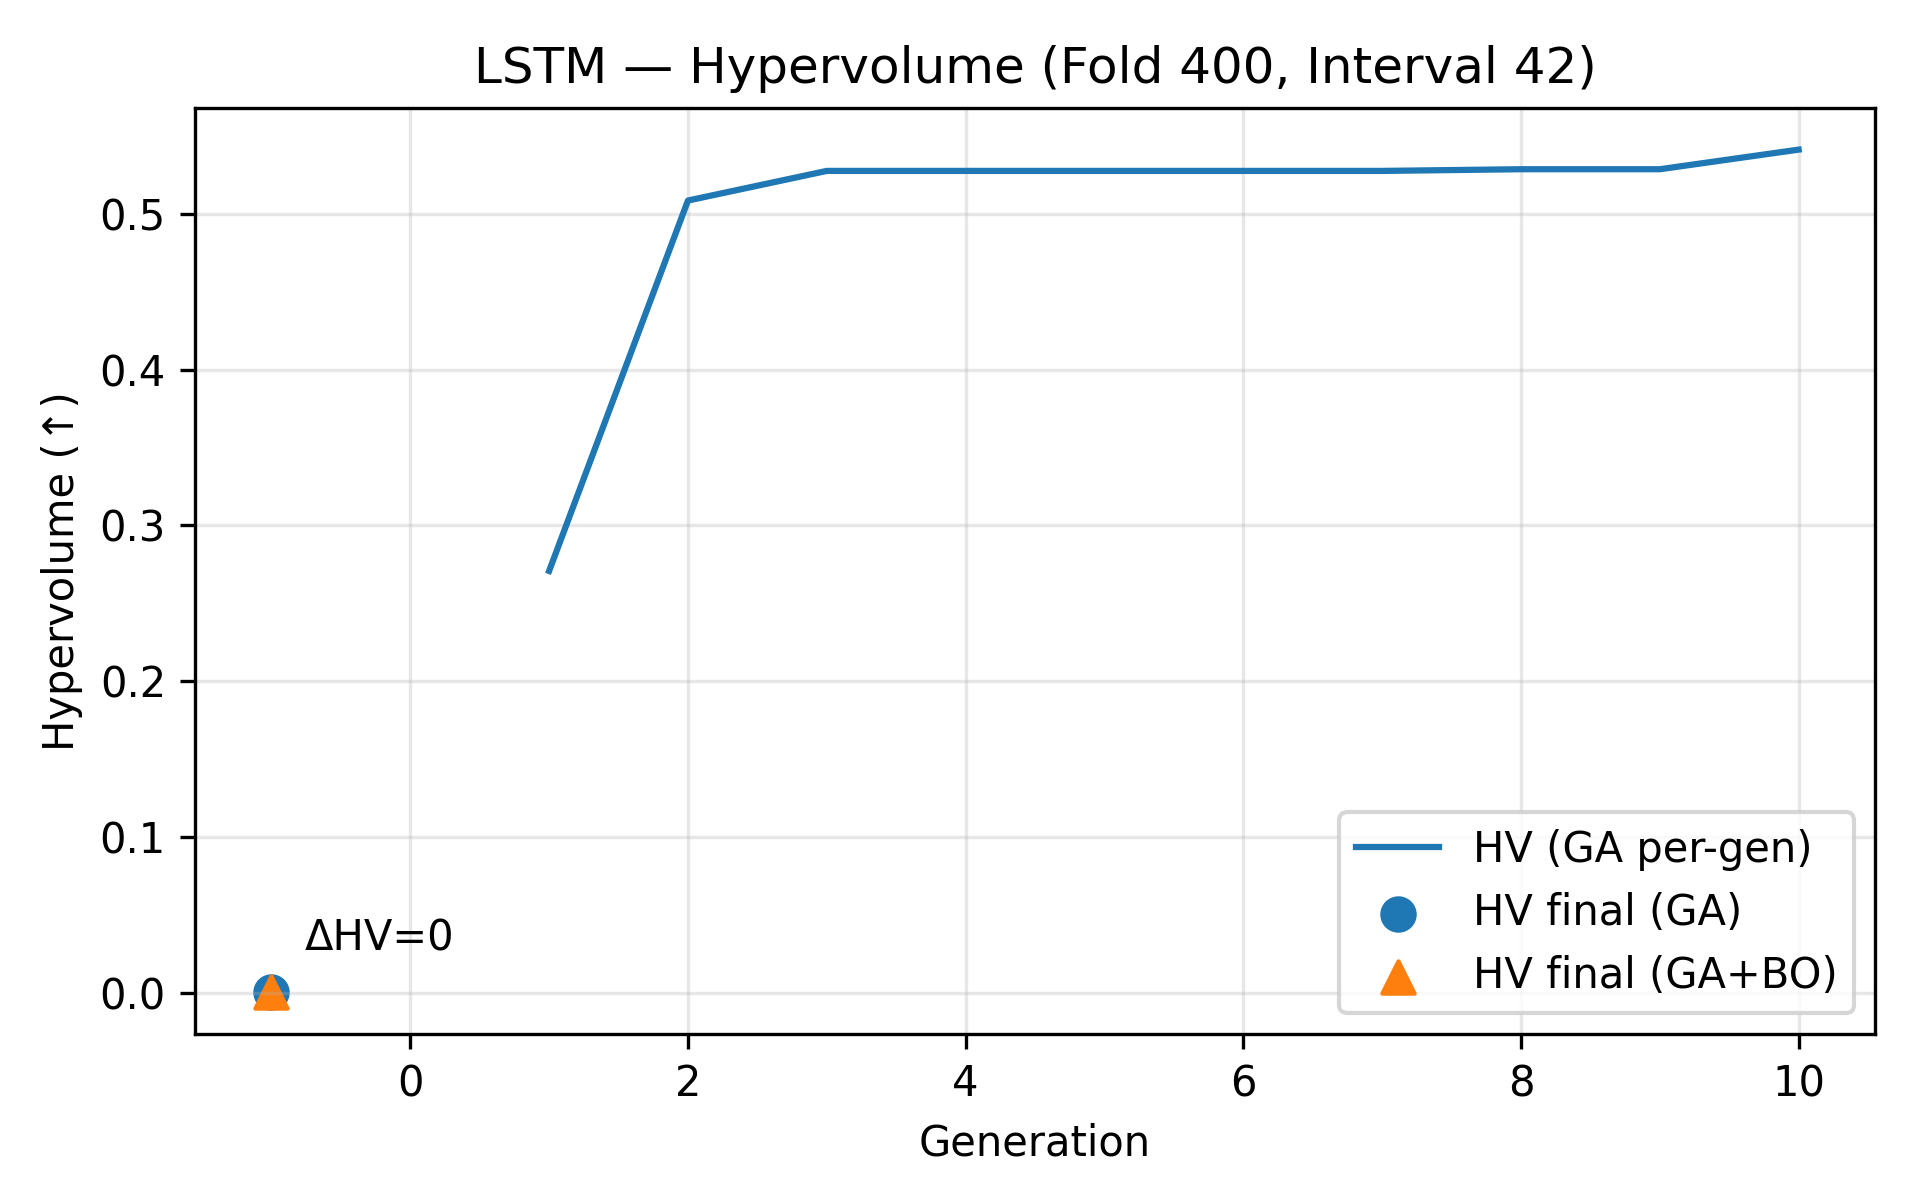 LSTM — Hypervolume (Fold 400, Interval 42)
Hypervolume (↑)
0.5
0.4
0.3
0.2
0.1
0.0
ΔHV=0
HV (GA per-gen)
HV final (GA)
HV final (GA+BO)
0 2 4 6 8 10
Generation